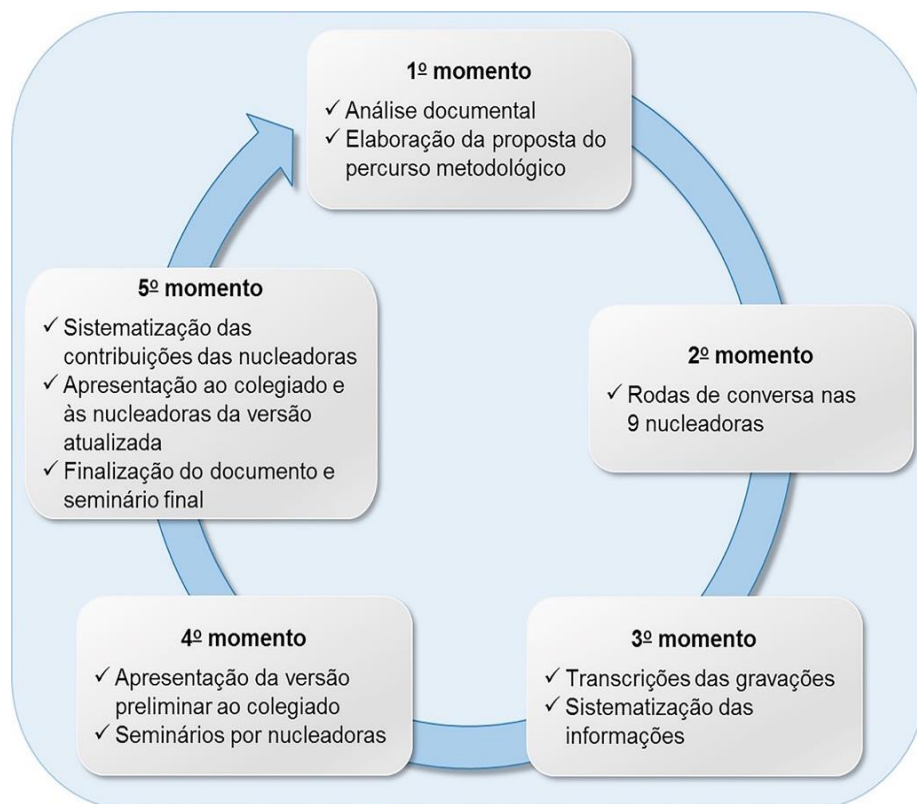 1º momento
✓ Análise documental
✓ Elaboração da proposta do
percurso metodológico
2º momento
✓ Rodas de conversa nas
9 nucleadoras
3º momento
✓ Transcrições das gravações
✓ Sistematização das
informações
4º momento
✓ Apresentação da versão
preliminar ao colegiado
✓ Seminários por nucleadoras
5º momento
✓ Sistematização das
contribuições das nucleadoras
✓ Apresentação ao colegiado e
às nucleadoras da versão
atualizada
✓ Finalização do documento e
seminário final